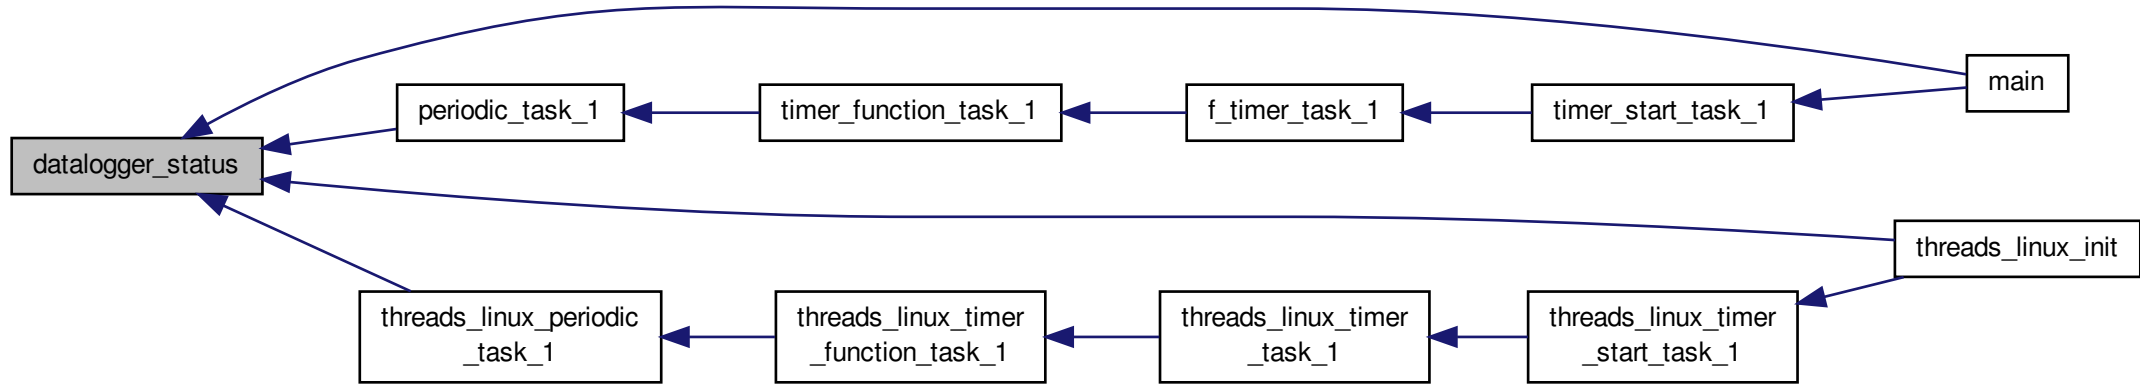 main
periodic_task_1
timer_function_task_1
f_timer_task_1
timer_start_task_1
datalogger_status
threads_linux_init
threads_linux_periodic
_task_1
threads_linux_timer
_function_task_1
threads_linux_timer
_task_1
threads_linux_timer
_start_task_1